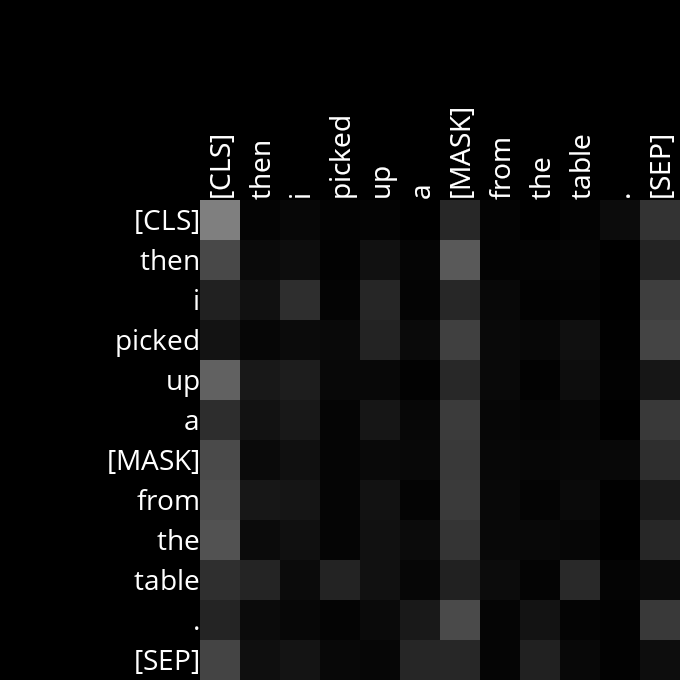 [CLS] then i picked up a [MASK] from the table . [SEP]
[CLS]
then
i
picked
up
a
[MASK]
from
the
table
.
[SEP]